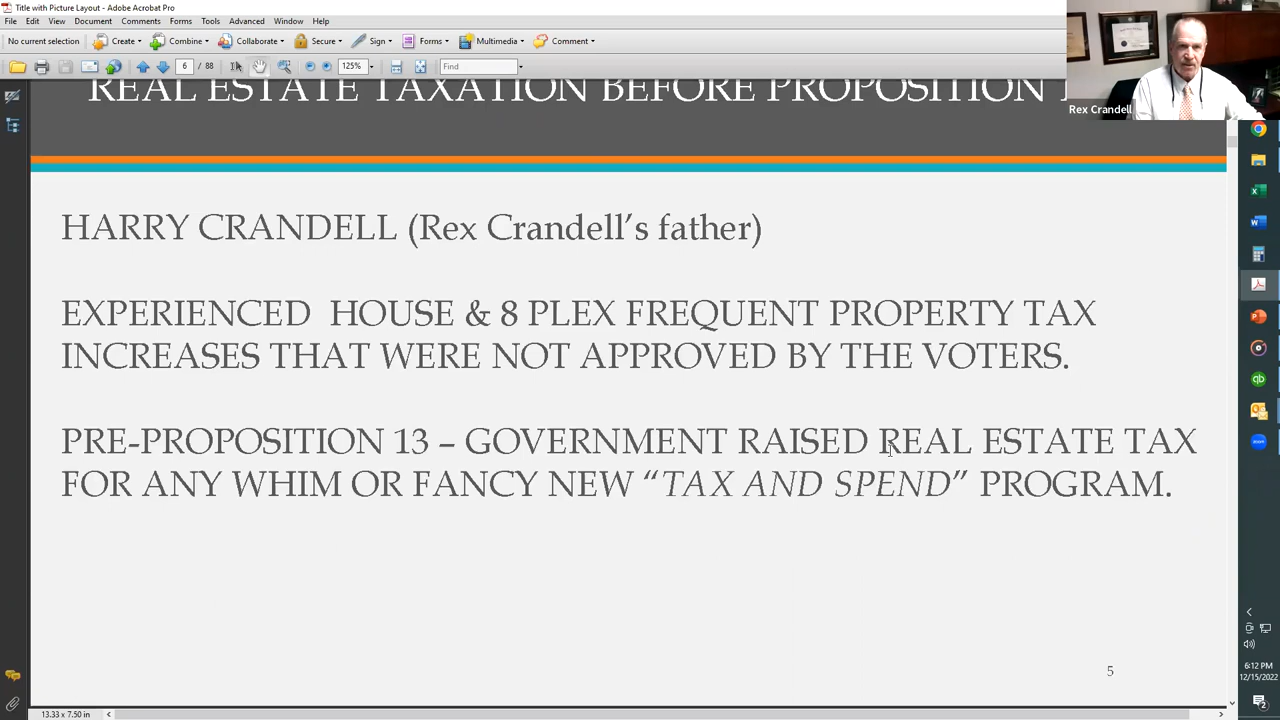 Title with Picture Layout - Adobe Acrobat Pro
File Edit View Document Comments Forms Tools Advanced Window Help
No current selection Create Combine Collaborate Secure Sign Forms Multimedia Comment
6 / 88 125% Find
Rex Crandell
REAL ESTATE TAXATION BEFORE PROPOSITION
HARRY CRANDELL (Rex Crandell’s father)
EXPERIENCED HOUSE & 8 PLEX FREQUENT PROPERTY TAX
INCREASES THAT WERE NOT APPROVED BY THE VOTERS.
PRE-PROPOSITION 13 – GOVERNMENT RAISED REAL ESTATE TAX
FOR ANY WHIM OR FANCY NEW “TAX AND SPEND” PROGRAM.
5
6:12 PM
12/15/2022
2
13.33 x 7.50 in